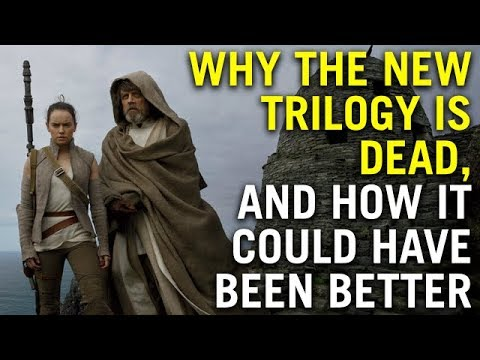 WHY THE NEW
TRILOGY IS
DEAD,
AND HOW IT
COULD HAVE
BEEN BETTER